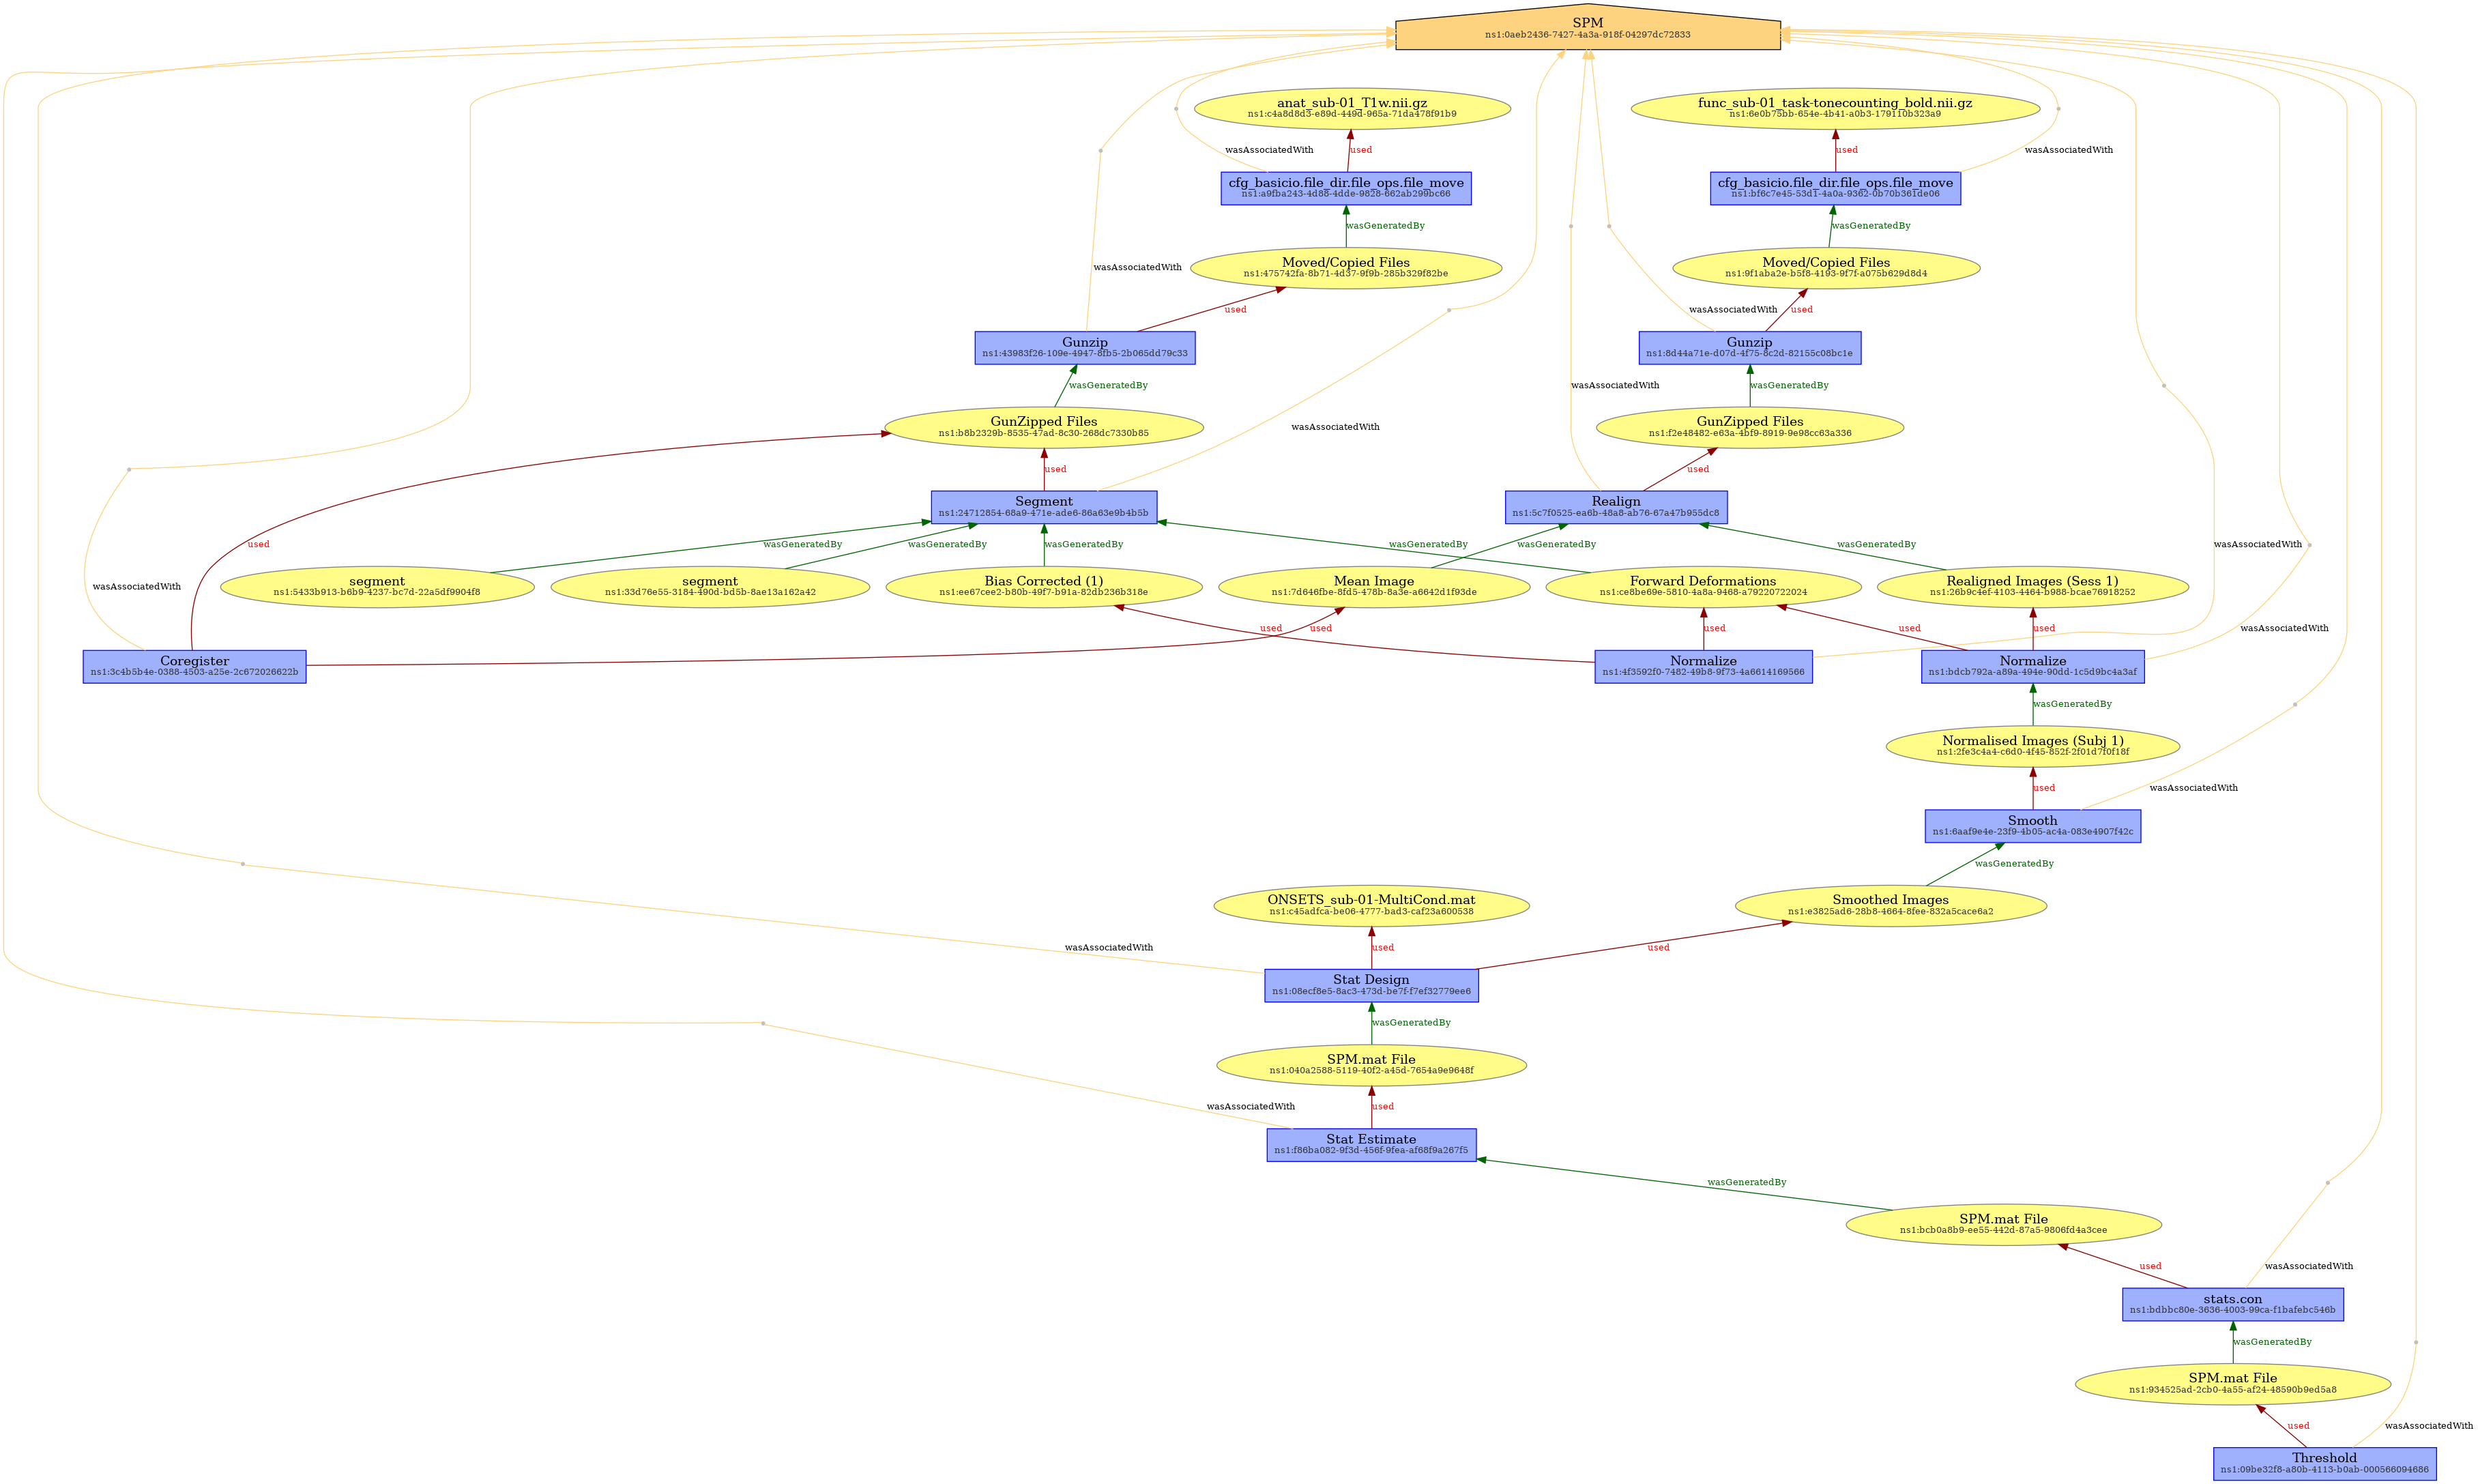 SPM
ns1:0aeb2436-7427-4a3a-918f-04297dc72833
anat_sub-01_T1w.nii.gz
ns1:c4a8d8d3-e89d-449d-965a-71da478f91b9
func_sub-01_task-tonecounting_bold.nii.gz
ns1:6e0b75bb-654e-4b41-a0b3-179110b323a9
wasAssociatedWith
used
used
wasAssociatedWith
cfg_basicio.file_dir.file_ops.file_move
ns1:a9fba243-4d88-4dde-9828-662ab299bc66
cfg_basicio.file_dir.file_ops.file_move
ns1:bf6c7e45-53d1-4a0a-9362-0b70b361de06
wasGeneratedBy
wasGeneratedBy
wasAssociatedWith
Moved/Copied Files
ns1:475742fa-8b71-4d37-9f9b-285b329f82be
Moved/Copied Files
ns1:9f1aba2e-b5f8-4193-9f7f-a075b629d8d4
used
wasAssociatedWith
used
Gunzip
ns1:43983f26-109e-4947-8fb5-2b065dd79c33
Gunzip
ns1:8d44a71e-d07d-4f75-8c2d-82155c08bc1e
wasGeneratedBy
wasAssociatedWith
wasGeneratedBy
GunZipped Files
ns1:b8b2329b-8535-47ad-8c30-268dc7330b85
wasAssociatedWith
GunZipped Files
ns1:f2e48482-e63a-4bf9-8919-9e98cc63a336
used
used
Segment
ns1:24712854-68a9-471e-ade6-86a63e9b4b5b
Realign
ns1:5c7f0525-ea6b-48a8-ab76-67a47b955dc8
used
wasGeneratedBy
wasGeneratedBy
wasGeneratedBy
wasGeneratedBy
wasGeneratedBy
wasGeneratedBy
wasAssociatedWith
wasAssociatedWith
segment
ns1:5433b913-b6b9-4237-bc7d-22a5df9904f8
segment
ns1:33d76e55-3184-490d-bd5b-8ae13a162a42
Bias Corrected (1)
ns1:ee67cee2-b80b-49f7-b91a-82db236b318e
Mean Image
ns1:7d646fbe-8fd5-478b-8a3e-a6642d1f93de
Forward Deformations
ns1:ce8be69e-5810-4a8a-9468-a79220722024
Realigned Images (Sess 1)
ns1:26b9c4ef-4103-4464-b988-bcae76918252
used
used
used
used
used
wasAssociatedWith
Coregister
ns1:3c4b5b4e-0388-4503-a25e-2c672026622b
Normalize
ns1:4f3592f0-7482-49b8-9f73-4a6614169566
Normalize
ns1:bdcb792a-a89a-494e-90dd-1c5d9bc4a3af
wasGeneratedBy
Normalised Images (Subj 1)
ns1:2fe3c4a4-c6d0-4f45-852f-2f01d7f0f18f
used
wasAssociatedWith
Smooth
ns1:6aaf9e4e-23f9-4b05-ac4a-083e4907f42c
wasGeneratedBy
ONSETS_sub-01-MultiCond.mat
ns1:c45adfca-be06-4777-bad3-caf23a600538
Smoothed Images
ns1:e3825ad6-28b8-4664-8fee-832a5cace6a2
wasAssociatedWith
used
used
Stat Design
ns1:08ecf8e5-8ac3-473d-be7f-f7ef32779ee6
wasGeneratedBy
SPM.mat File
ns1:040a2588-5119-40f2-a45d-7654a9e9648f
wasAssociatedWith
used
Stat Estimate
ns1:f86ba082-9f3d-456f-9fea-af68f9a267f5
wasGeneratedBy
SPM.mat File
ns1:bcb0a8b9-ee55-442d-87a5-9806fd4a3cee
used
wasAssociatedWith
stats.con
ns1:bdbbc80e-3636-4003-99ca-f1bafebc546b
wasGeneratedBy
SPM.mat File
ns1:934525ad-2cb0-4a55-af24-48590b9ed5a8
used
wasAssociatedWith
Threshold
ns1:09be32f8-a80b-4113-b0ab-000566094686